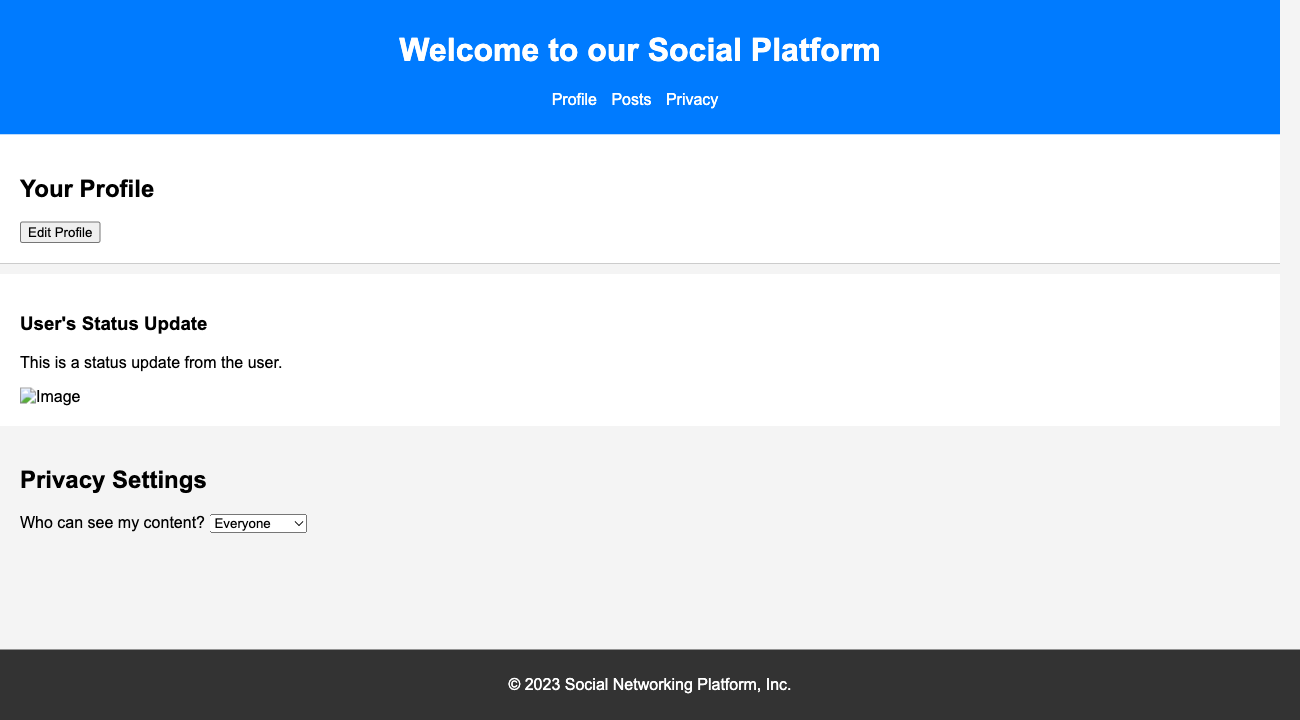 Welcome to our Social Platform
Profile Posts Privacy
Your Profile
Edit Profile
User's Status Update
This is a status update from the user.
Image
Privacy Settings
Who can see my content? Everyone
© 2023 Social Networking Platform, Inc.